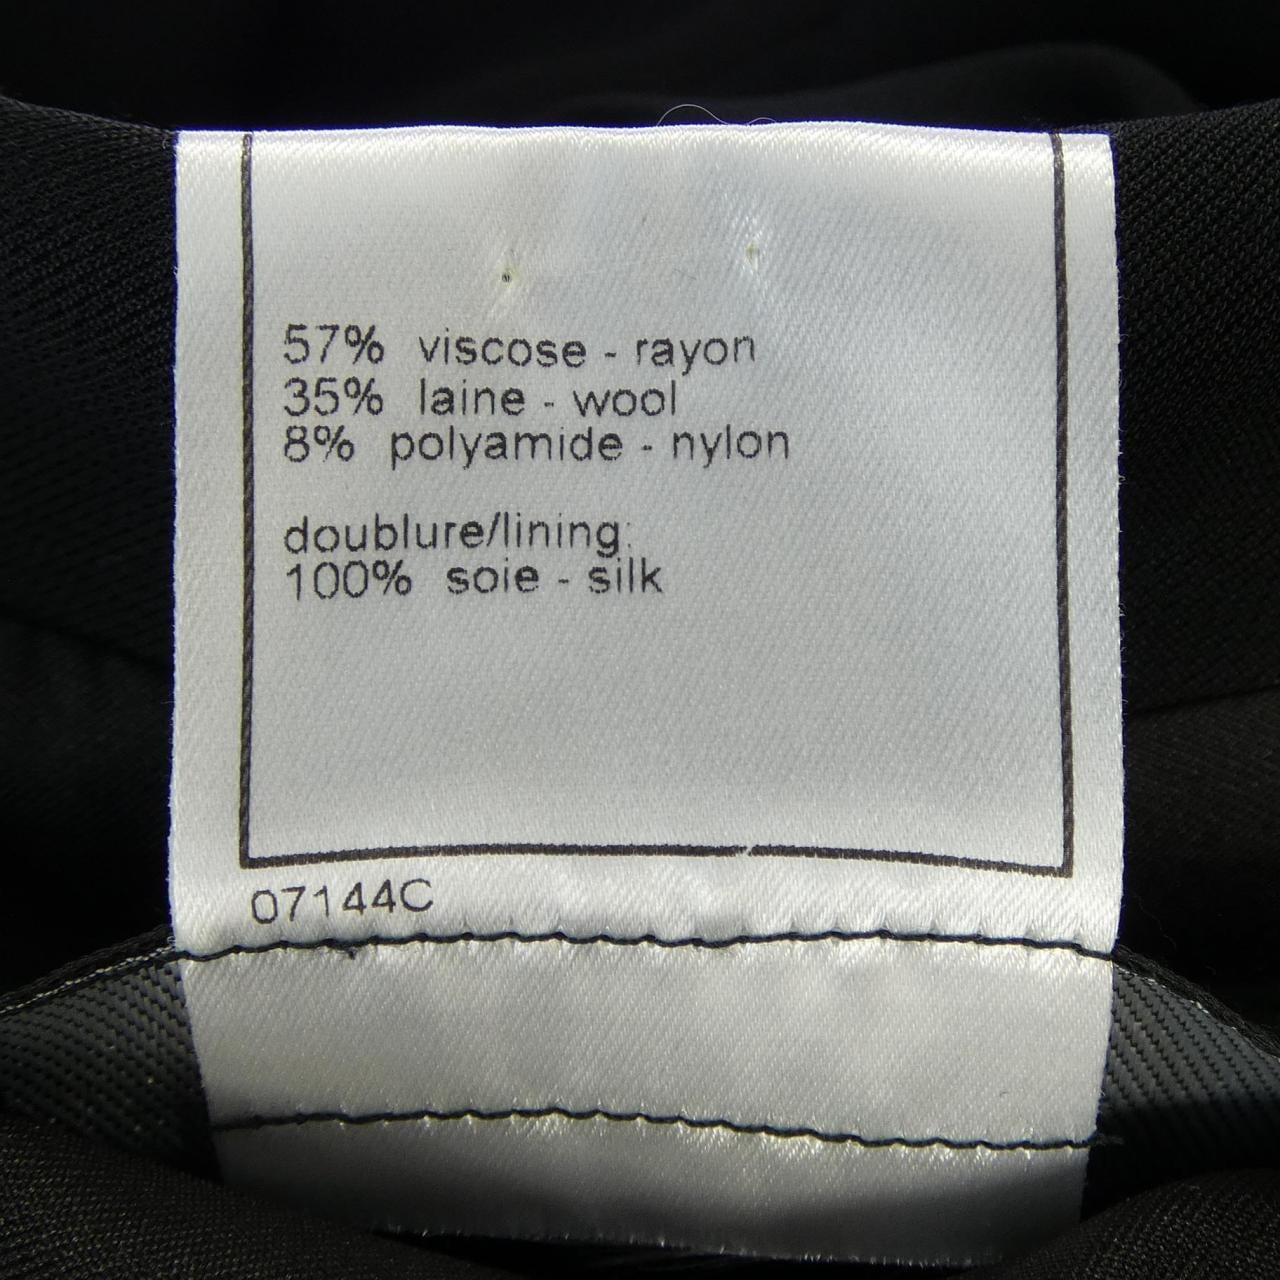 57% viscose - rayon
35% laine - wool
8% polyamide - nylon
doublure/lining:
100% soie - silk
07144C